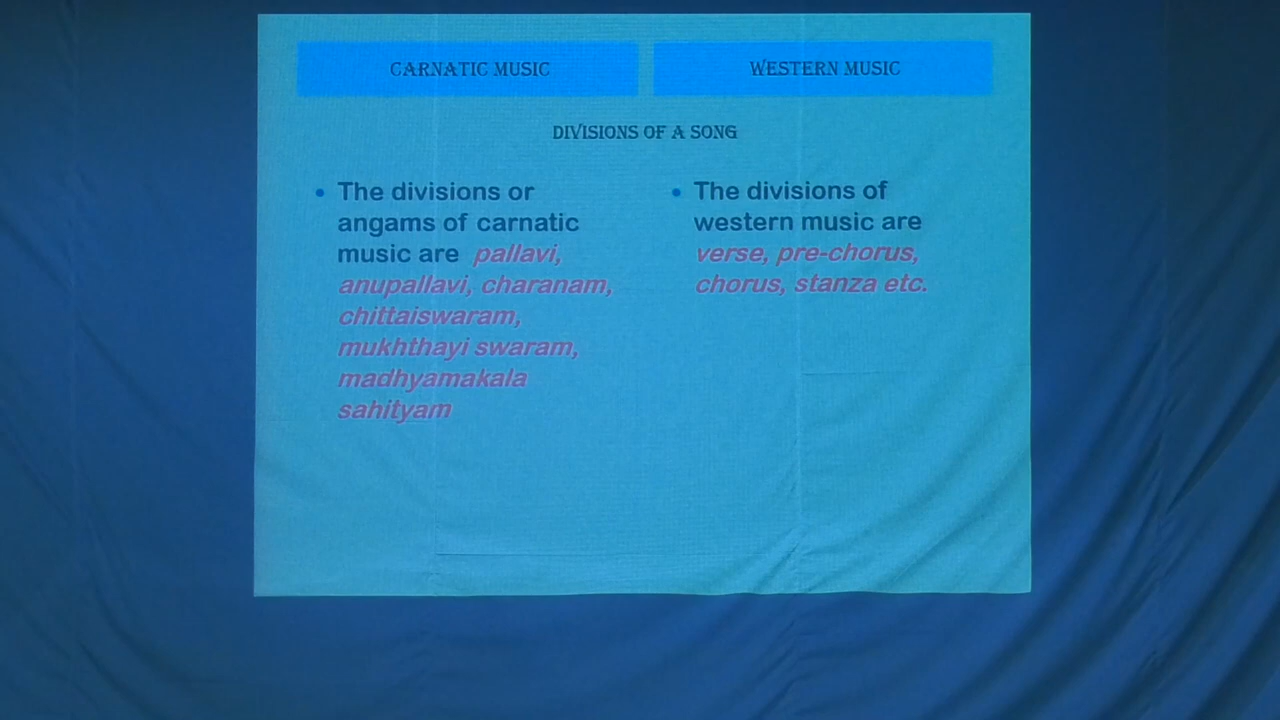 CARNATIC MUSIC
WESTERN MUSIC
DIVISIONS OF A SONG
• The divisions or
angams of carnatic
music are pallavi,
anupallavi, charanam,
chittaiswaram,
mukhthayi swaram,
madhyamakala
sahityam
• The divisions of
western music are
verse, pre-chorus,
chorus, stanza etc.